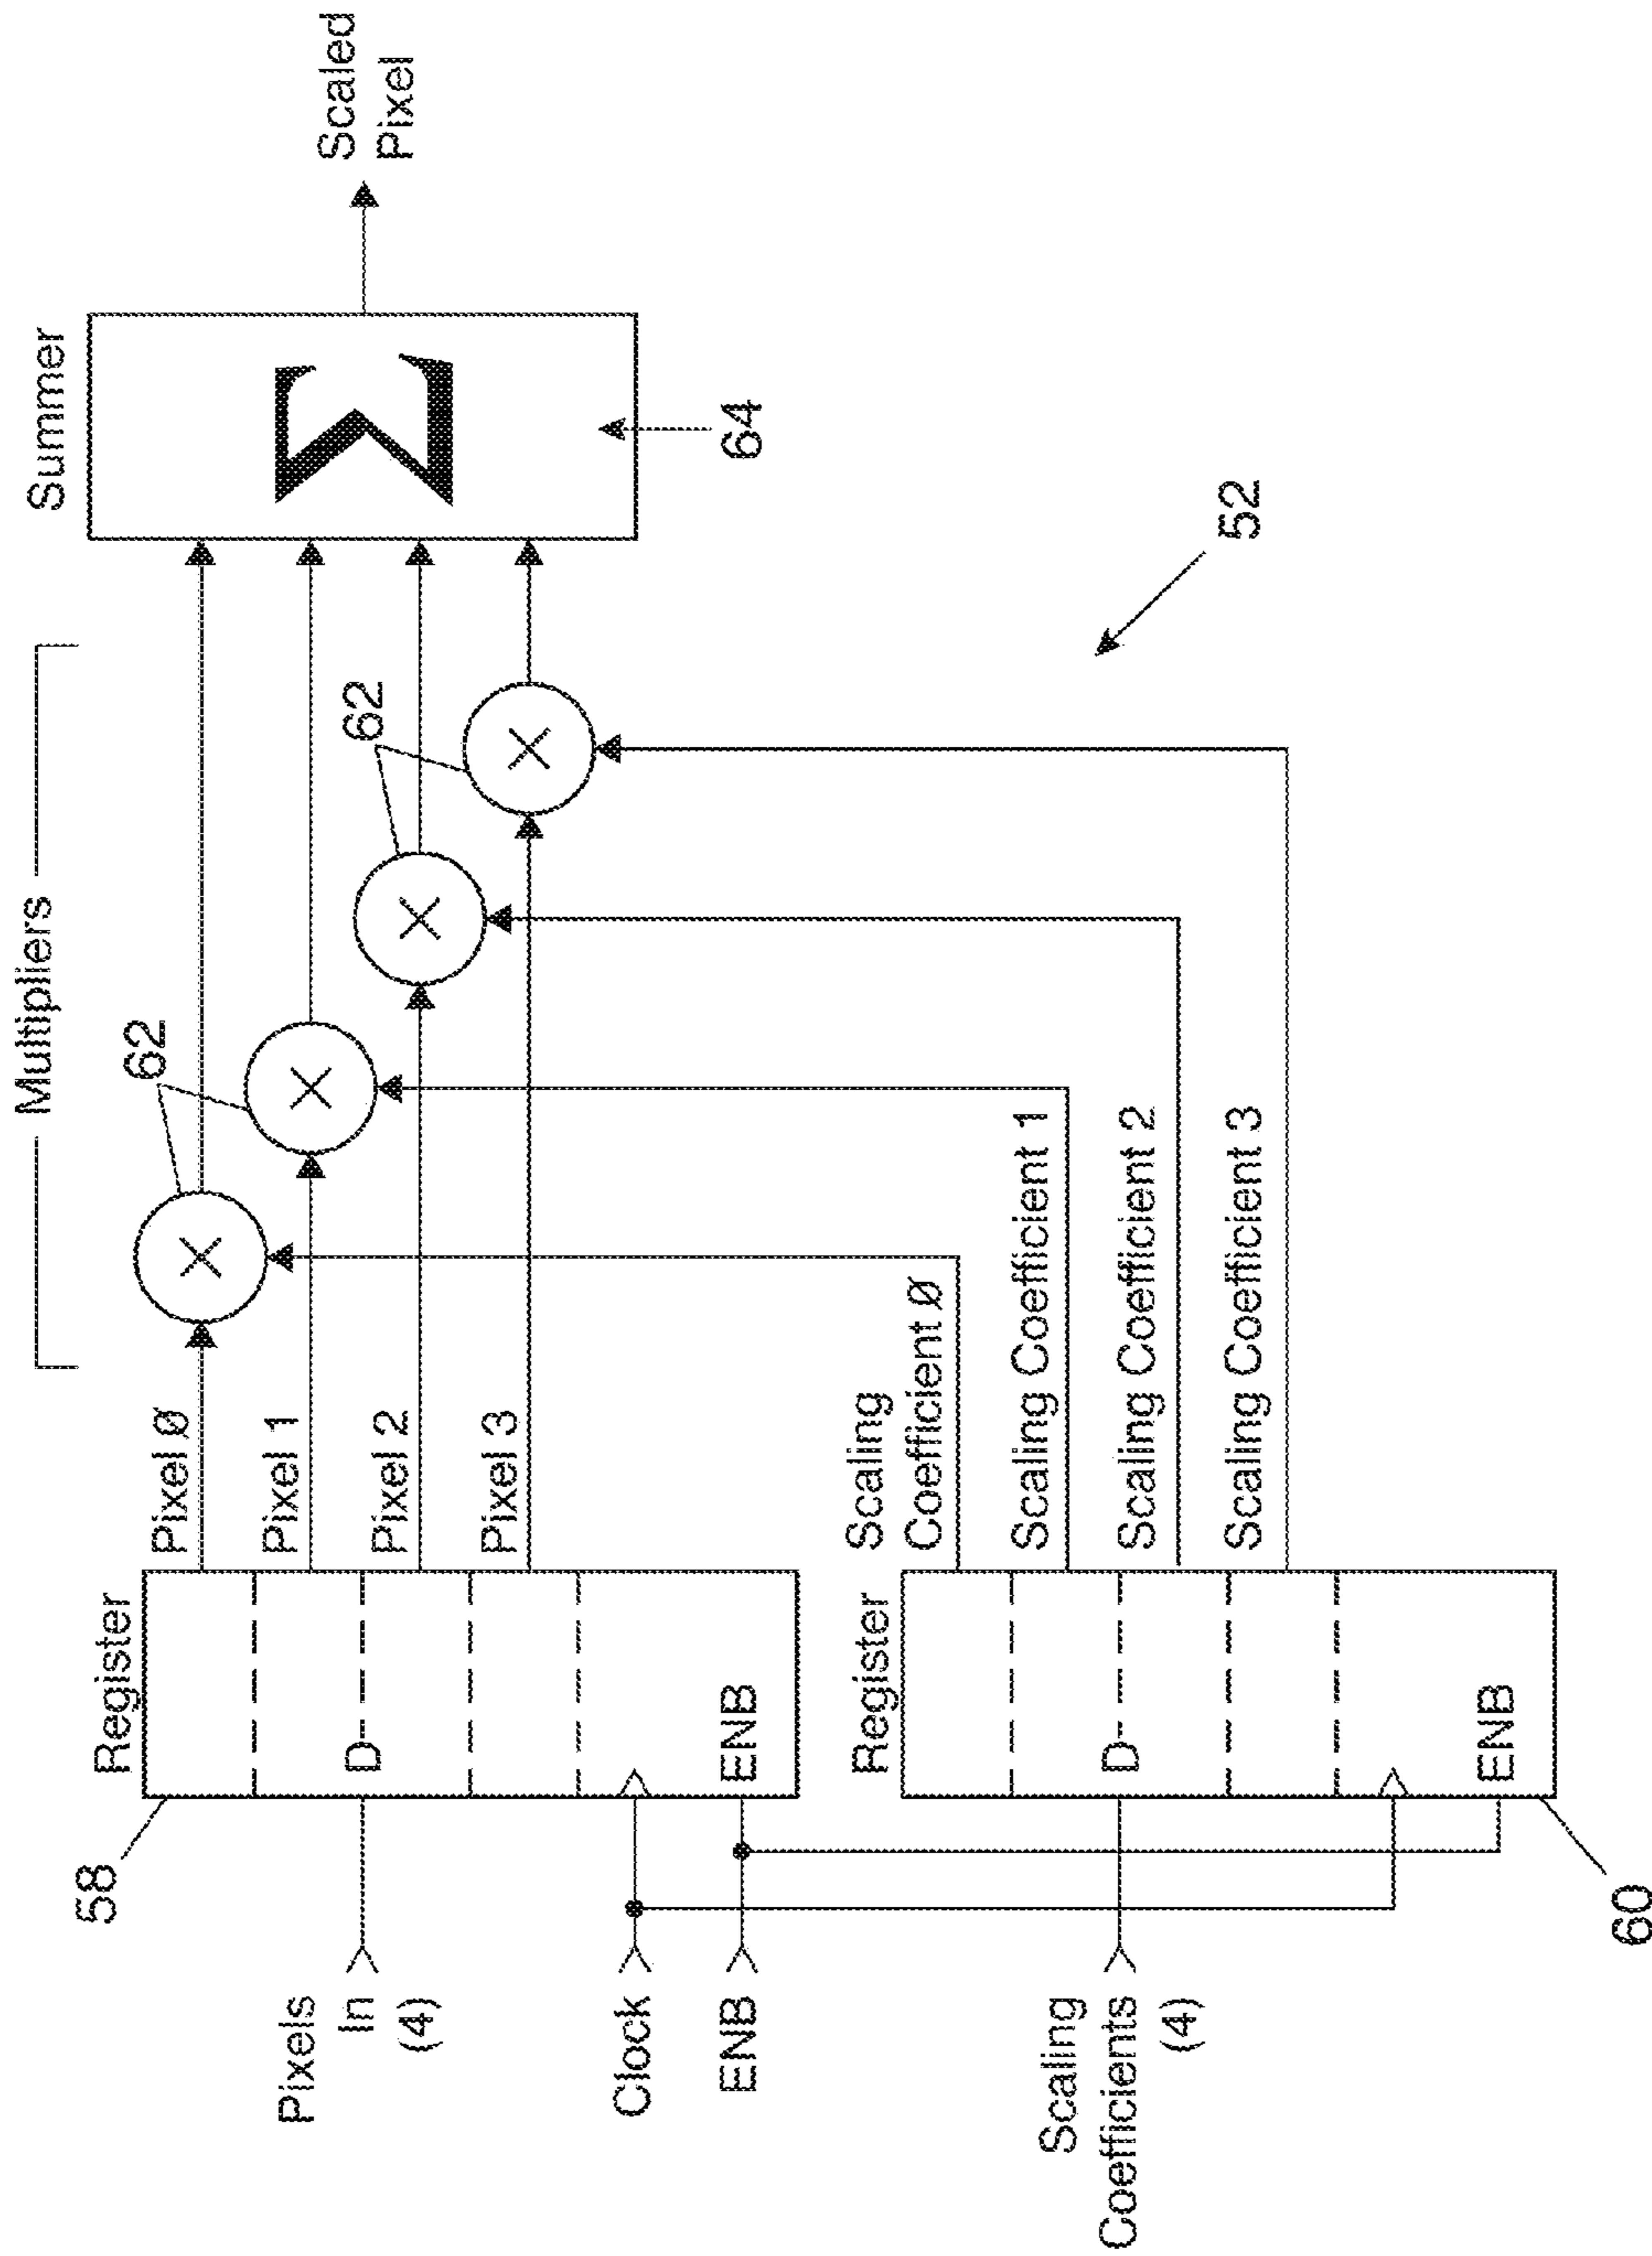 Multipliers
Summer
Scaled
Pixel
62
62
64
52
Register
58
Pixels
In
(4)
D
Clock
ENB
ENB
Pixel Ø
Pixel 1
Pixel 2
Pixel 3
Register
Scaling
Coefficients
(4)
D
ENB
60
Scaling
Coefficient Ø
Scaling Coefficient 1
Scaling Coefficient 2
Scaling Coefficient 3